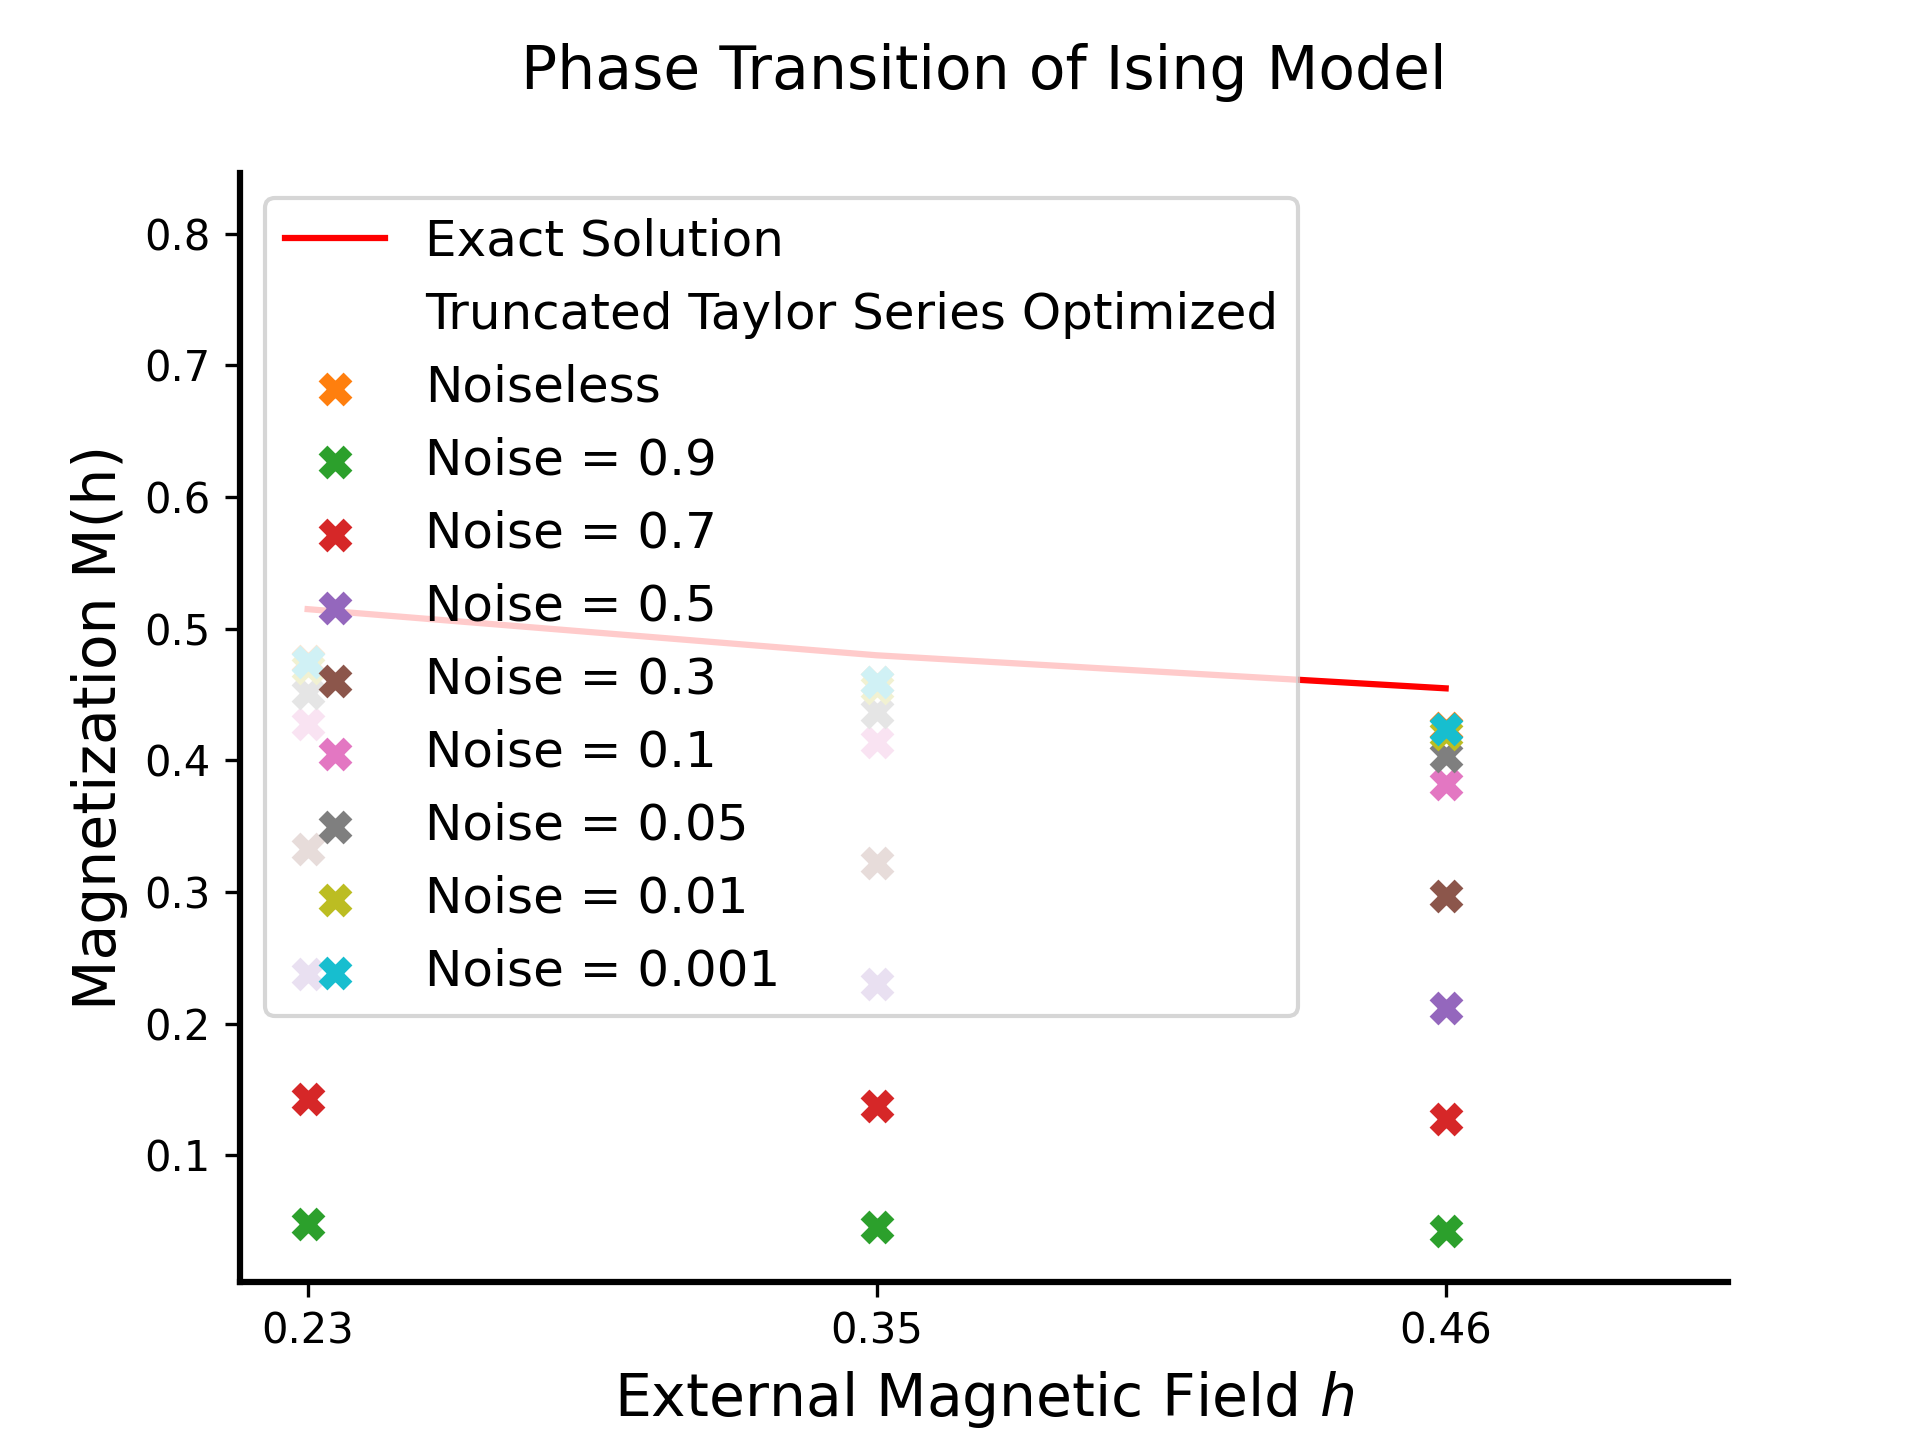 Phase Transition of Ising Model
Exact Solution
Truncated Taylor Series Optimized
Noiseless
Noise = 0.9
Noise = 0.7
Noise = 0.5
Noise = 0.3
Noise = 0.1
Noise = 0.05
Noise = 0.01
Noise = 0.001
Magnetization M(h)
0.8
0.7
0.6
0.5
0.4
0.3
0.2
0.1
0.23 0.35 0.46
External Magnetic Field h